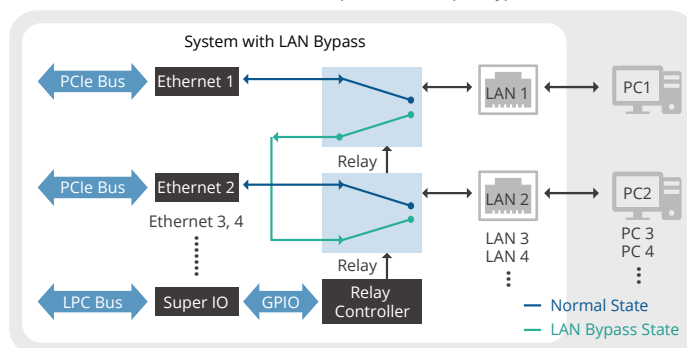 System with LAN Bypass
PCIe Bus
Ethernet 1
LAN 1
PC1
Relay
PCIe Bus
Ethernet 2
LAN 2
PC2
Ethernet 3, 4
LAN 3
LAN 4
PC 3
PC 4
Relay
LPC Bus
Super IO
GPIO
Relay
Controller
Normal State
LAN Bypass State